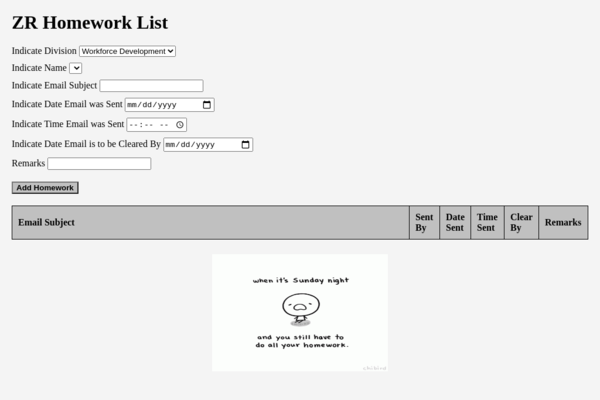 ZR Homework List
Indicate Division Workforce Development
Indicate Name
Indicate Email Subject
Indicate Date Email was Sent mm/dd/yyyy
Indicate Time Email was Sent --:-- --
Indicate Date Email is to be Cleared By mm/dd/yyyy
Remarks
Add Homework
Email Subject Sent By Date Sent Time Sent Clear By Remarks
when it's Sunday night
and you still have to
do all your homework.